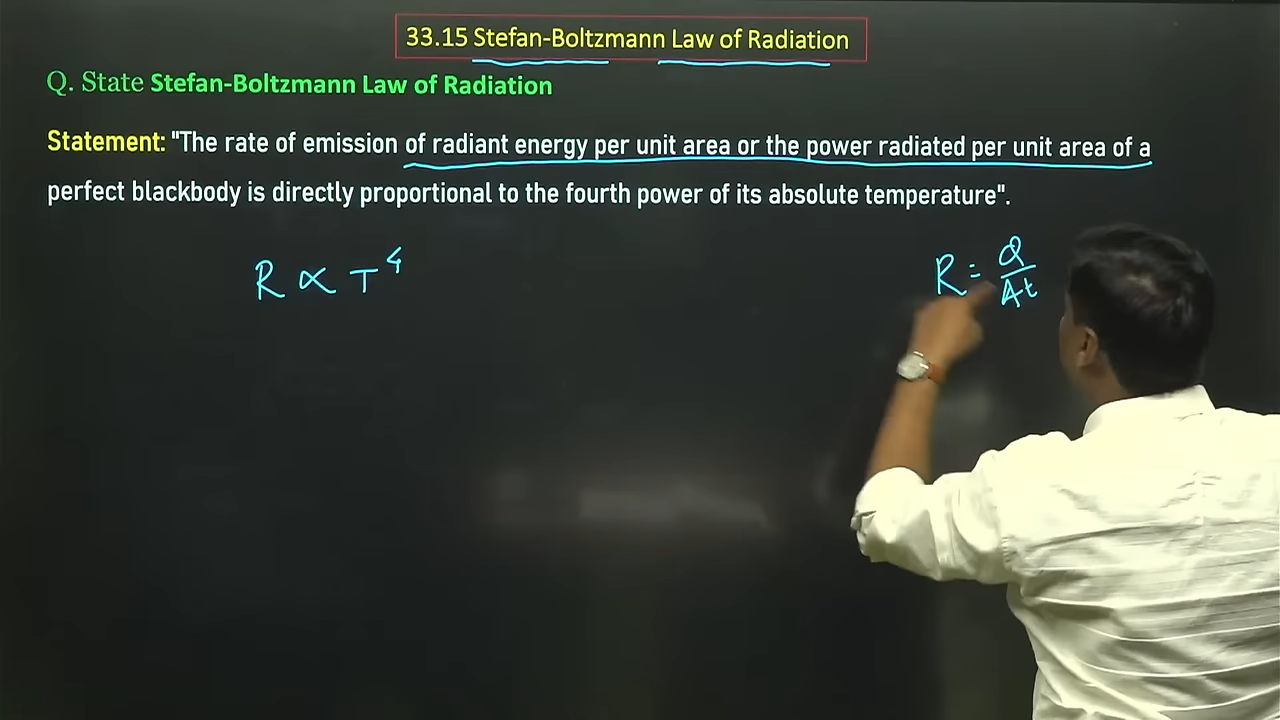 33.15 Stefan-Boltzmann Law of Radiation
Q. State Stefan-Boltzmann Law of Radiation
Statement: "The rate of emission of radiant energy per unit area or the power radiated per unit area of a
perfect blackbody is directly proportional to the fourth power of its absolute temperature".
R ∝ T⁴
R = Q/At